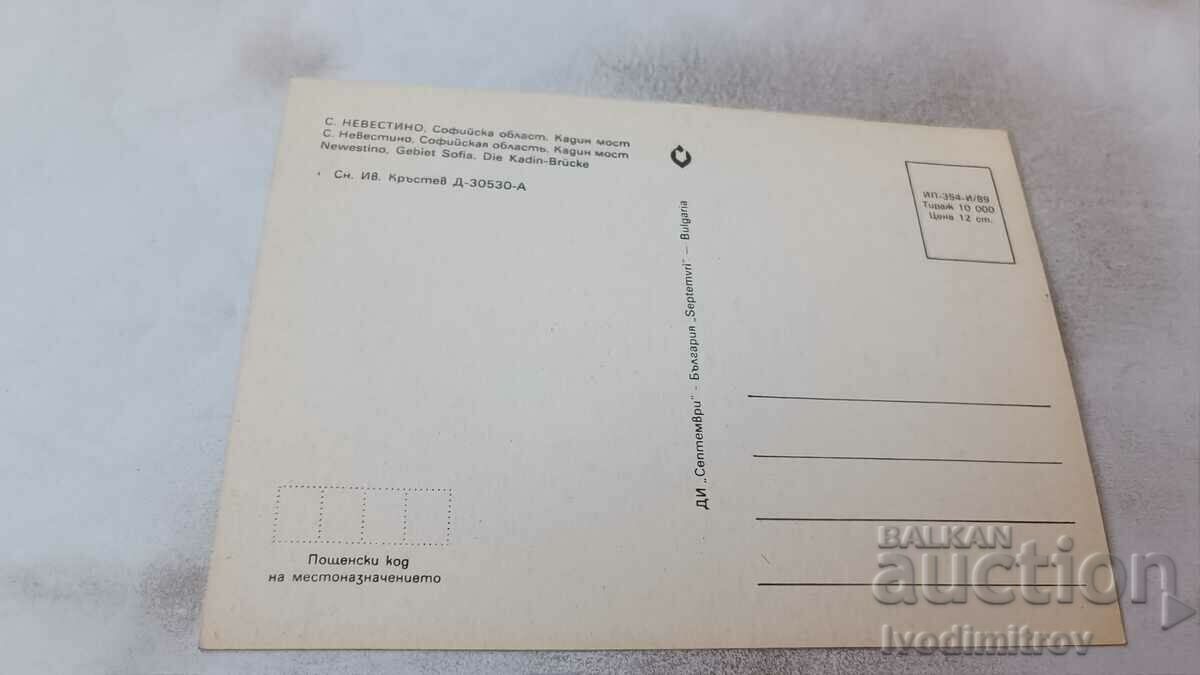 С. НЕВЕСТИНО, Софийска област. Кадин мост
С. Невестино, Софийская область. Кадин мост
Newestino, Gebiet Sofia. Die Kadin-Brücke
Сн. Ив. Кръстев Д-30530-А
ИП-354-И/89
Тираж 10 000
Цена 12 ст.
ДИ „Септември" - България „Septemvri" — Bulgaria
Пощенски код
на местоназначението
BALKAN
auction
Ivodimitrov